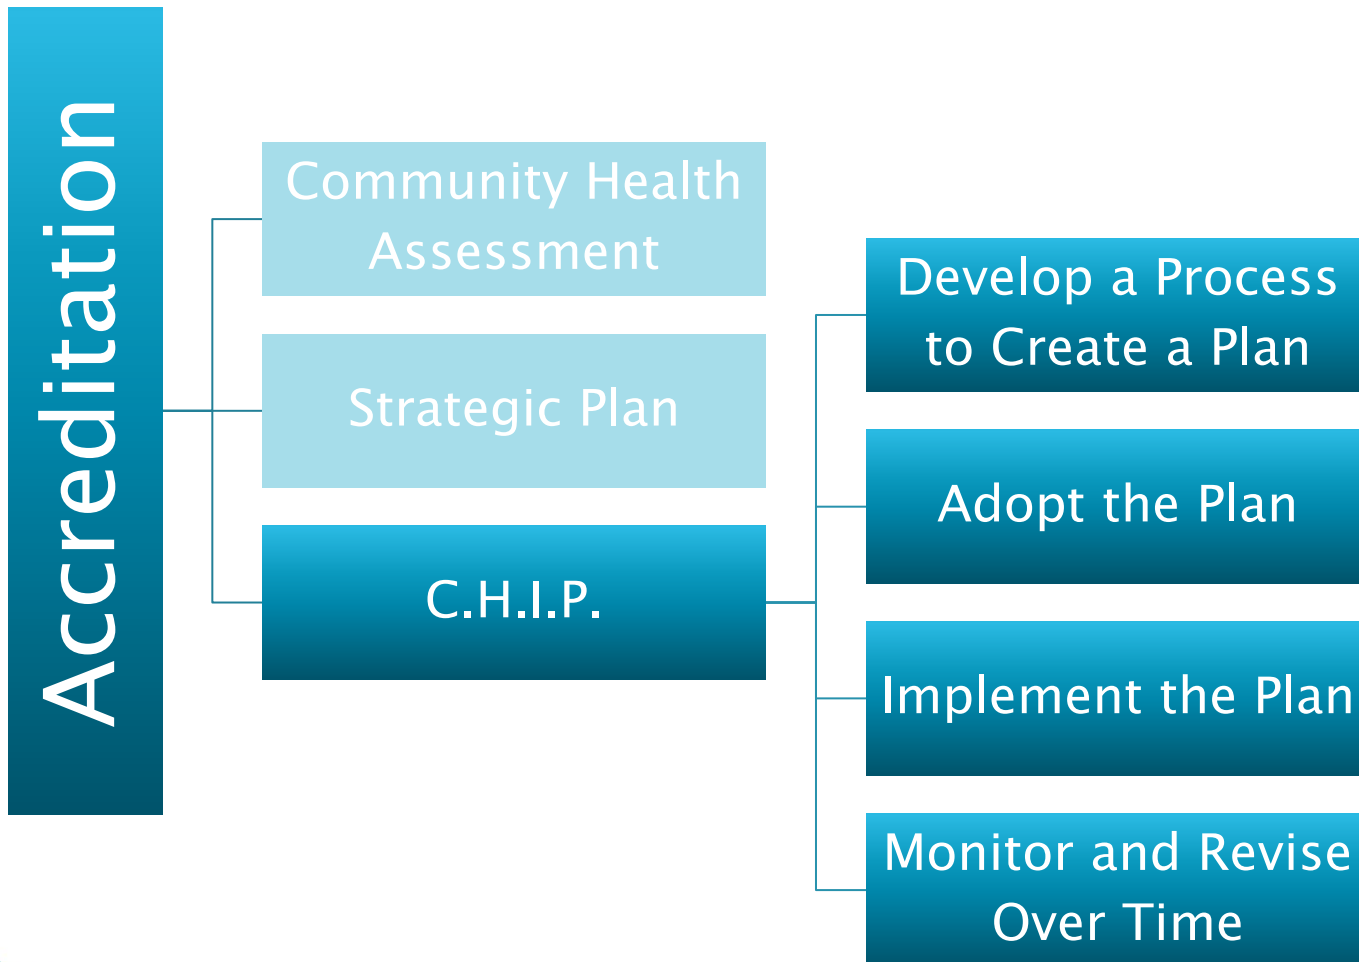 Accreditation
Community Health
Assessment
Strategic Plan
C.H.I.P.
Develop a Process
to Create a Plan
Adopt the Plan
Implement the Plan
Monitor and Revise
Over Time